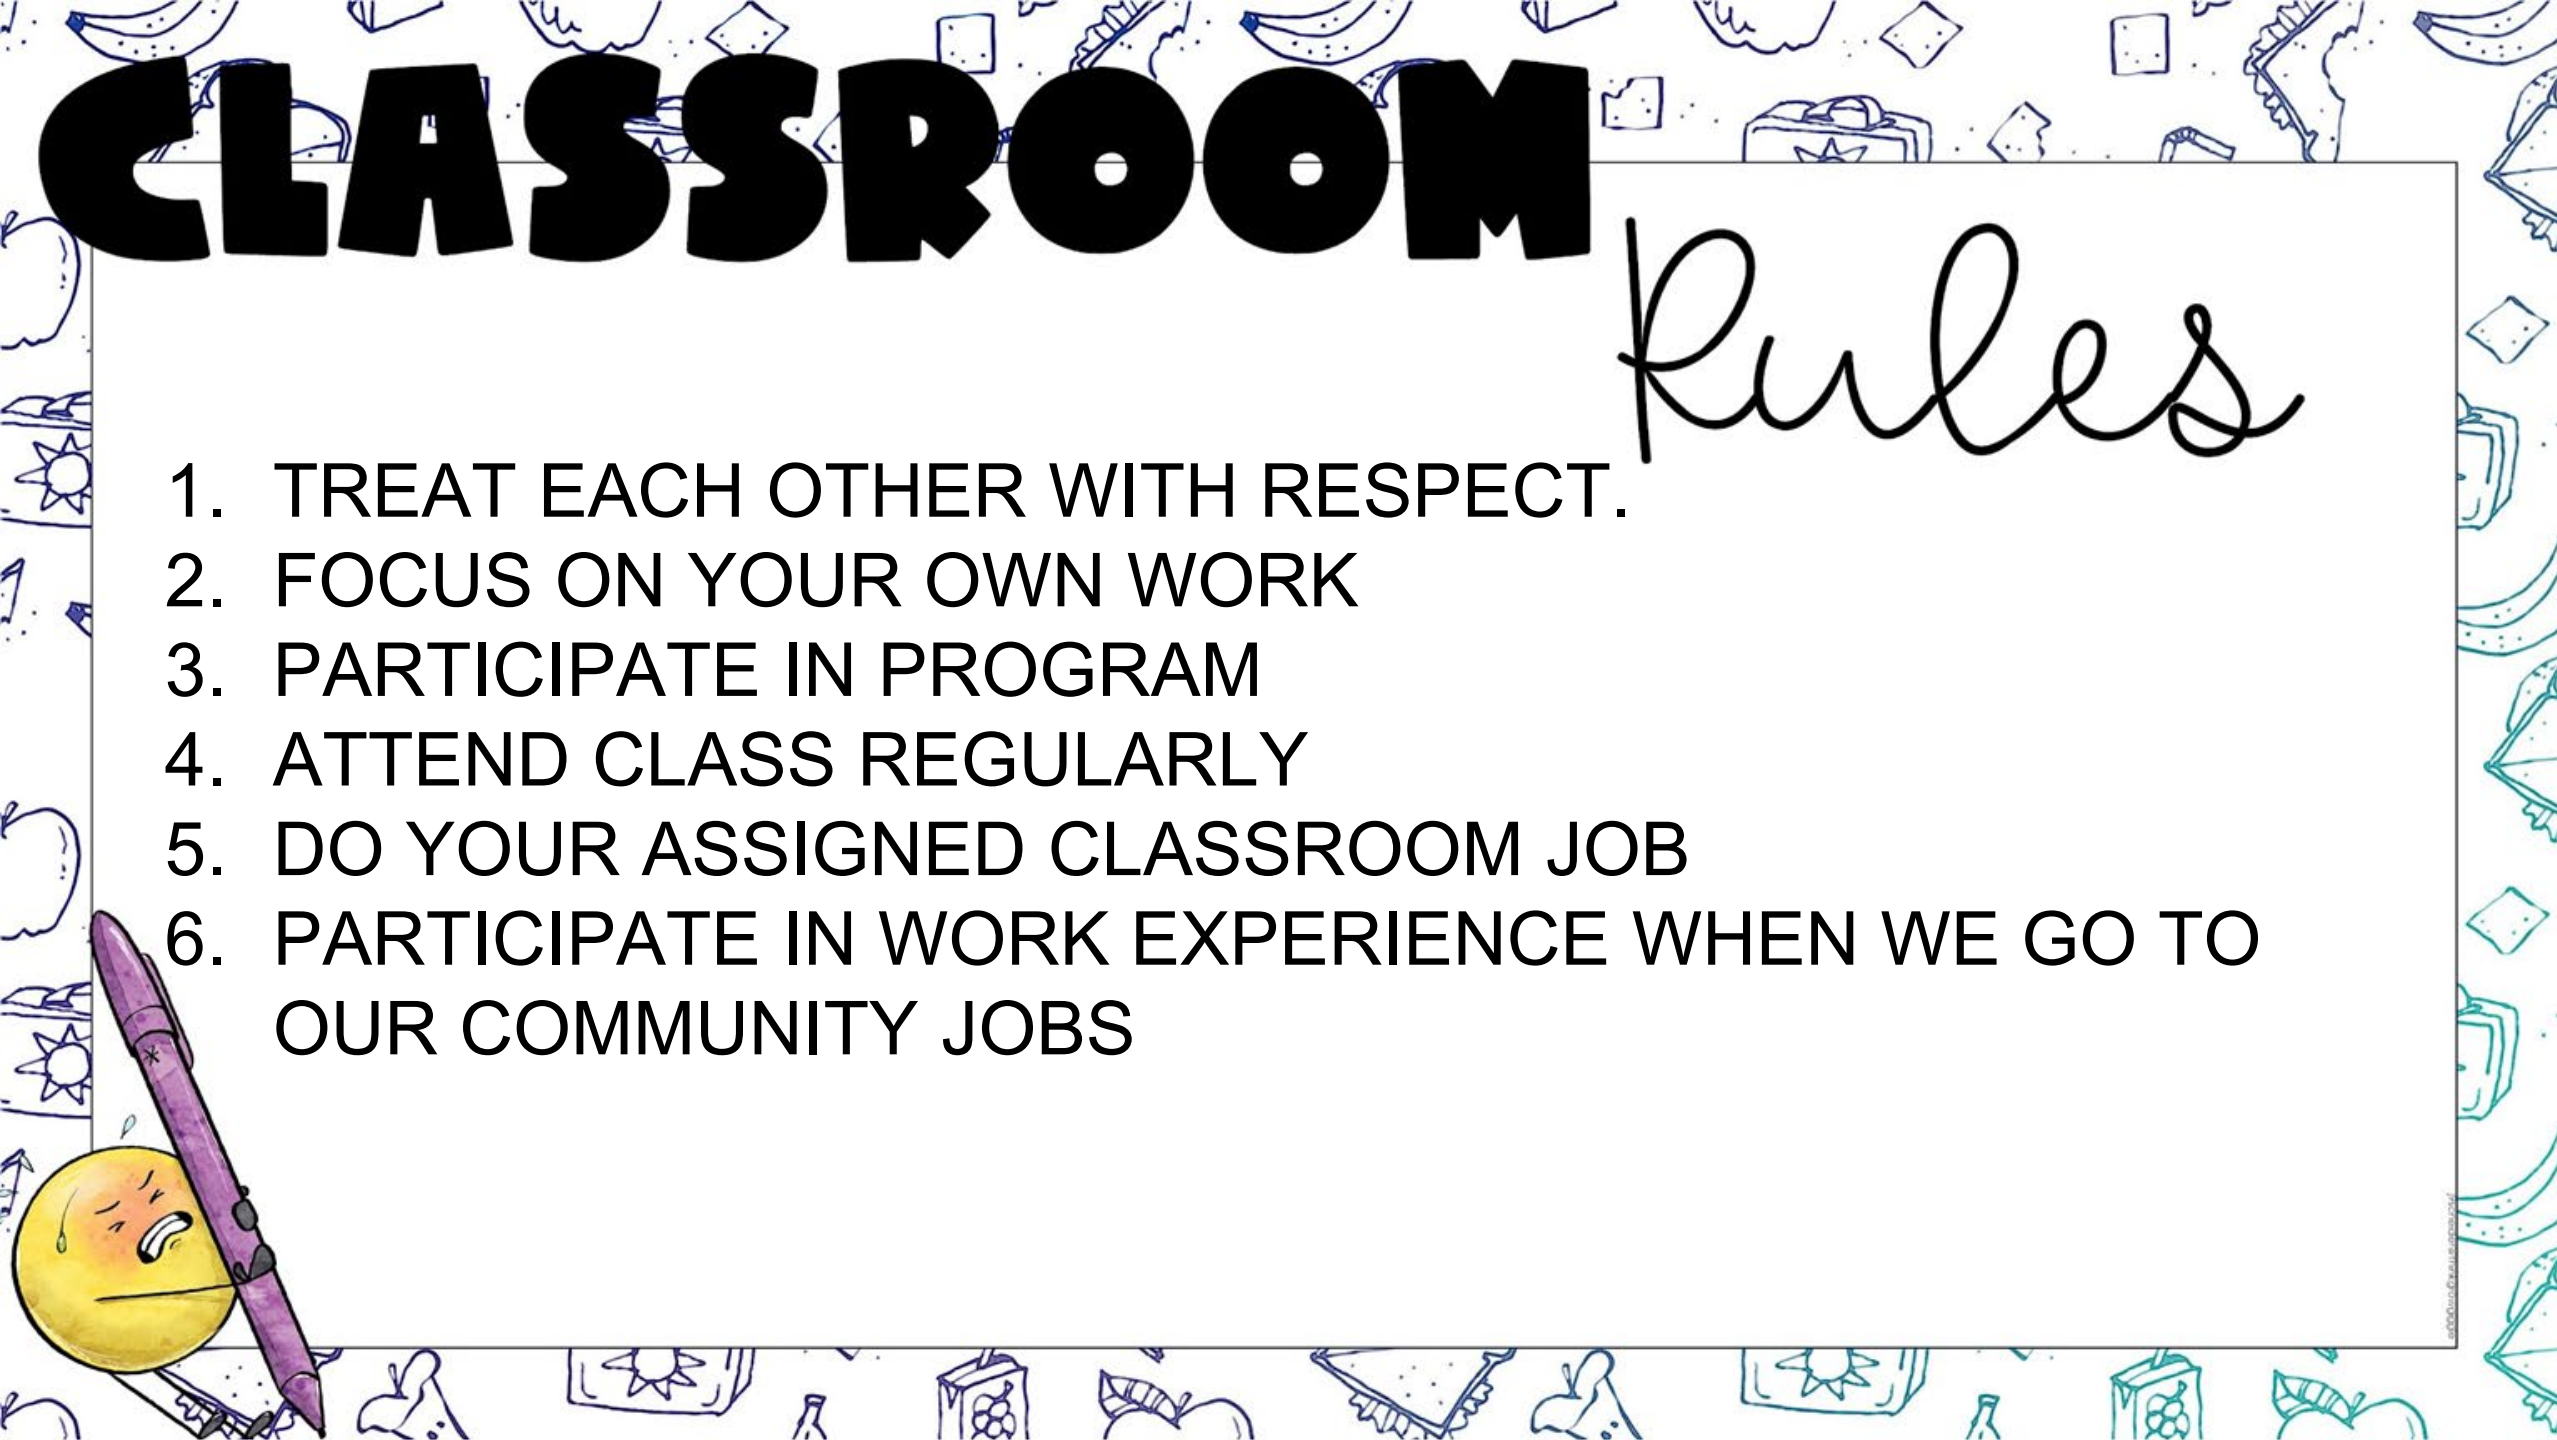 CLASSROOM
Rules
1. TREAT EACH OTHER WITH RESPECT.
2. FOCUS ON YOUR OWN WORK
3. PARTICIPATE IN PROGRAM
4. ATTEND CLASS REGULARLY
5. DO YOUR ASSIGNED CLASSROOM JOB
6. PARTICIPATE IN WORK EXPERIENCE WHEN WE GO TO
OUR COMMUNITY JOBS